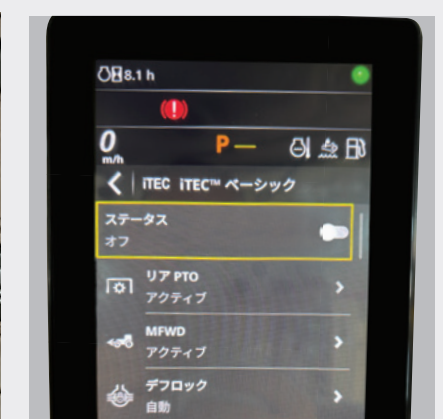 8.1 h
0
m/h
P
iTEC iTEC™ ベーシック
ステータス
オフ
リア PTO
アクティブ
MFWD
アクティブ
デフロック
自動